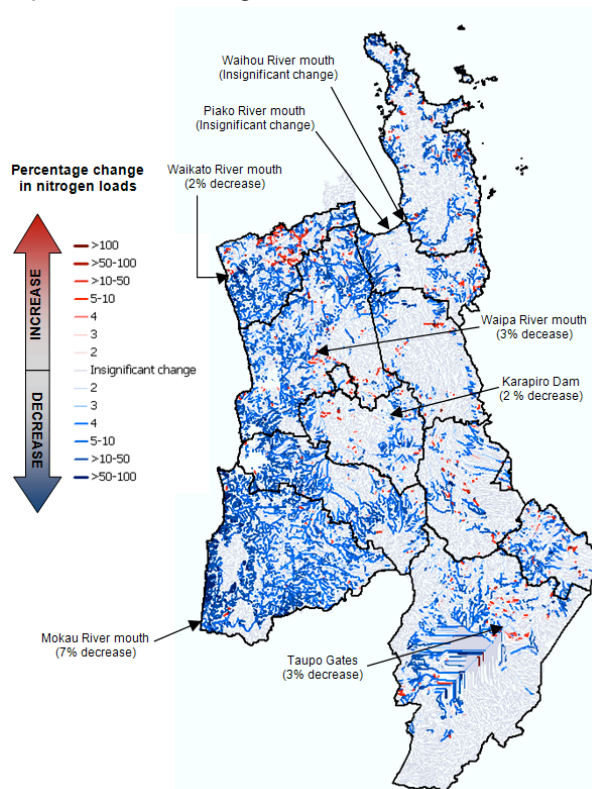 Waihou River mouth
(Insignificant change)
Piako River mouth
(Insignificant change)
Percentage change
in nitrogen loads
Waikato River mouth
(2% decrease)
INCREASE
DECREASE
>100
>50-100
>10-50
5-10
4
3
2
Insignificant change
2
3
4
5-10
>10-50
>50-100
Waipa River mouth
(3% decease)
Karapiro Dam
(2 % decrease)
Mokau River mouth
(7% decrease)
Taupo Gates
(3% decrease)